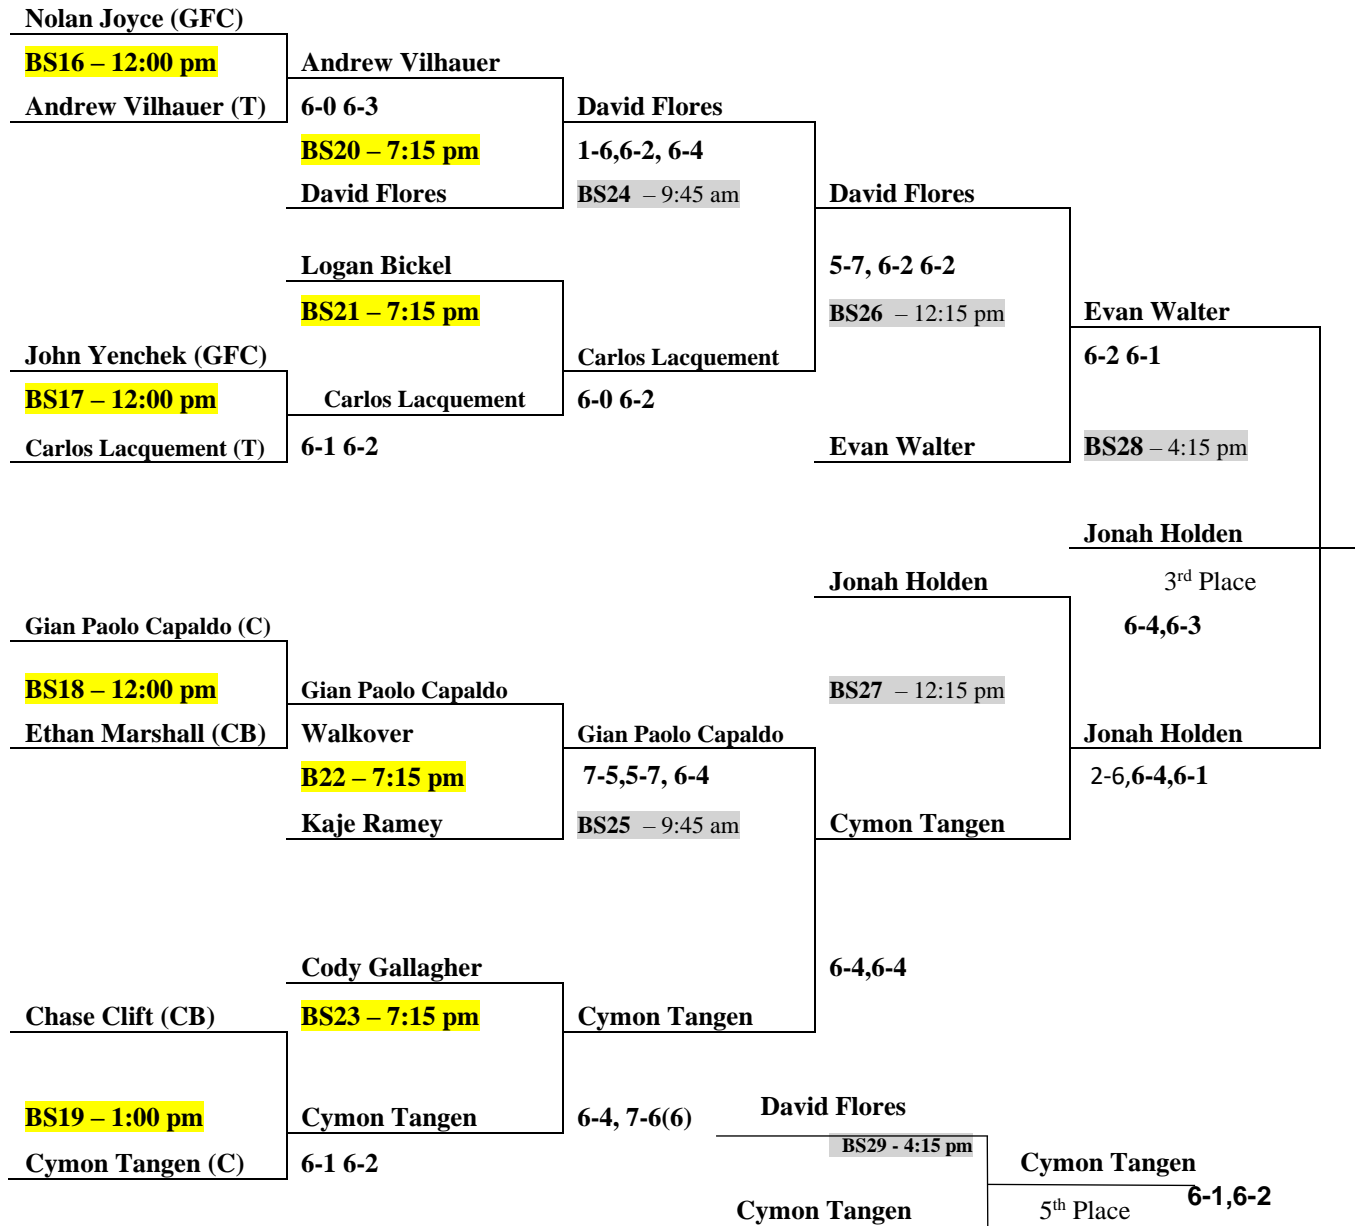 Nolan Joyce (GFC)
BS16 – 12:00 pm
Andrew Vilhauer
Andrew Vilhauer (T)
6-0 6-3
David Flores
BS20 – 7:15 pm
1-6,6-2, 6-4
David Flores
BS24 – 9:45 am
David Flores
Logan Bickel
5-7, 6-2 6-2
BS21 – 7:15 pm
BS26 – 12:15 pm
Evan Walter
John Yenchek (GFC)
Carlos Lacquement
6-2 6-1
BS17 – 12:00 pm
Carlos Lacquement
6-0 6-2
Carlos Lacquement (T)
6-1 6-2
Evan Walter
BS28 – 4:15 pm
Jonah Holden
Jonah Holden
3rd Place
Gian Paolo Capaldo (C)
6-4,6-3
BS18 – 12:00 pm
Gian Paolo Capaldo
BS27 – 12:15 pm
Ethan Marshall (CB)
Walkover
Gian Paolo Capaldo
Jonah Holden
B22 – 7:15 pm
7-5,5-7, 6-4
2-6,6-4,6-1
Kaje Ramey
BS25 – 9:45 am
Cymon Tangen
Cody Gallagher
6-4,6-4
Chase Clift (CB)
BS23 – 7:15 pm
Cymon Tangen
BS19 – 1:00 pm
Cymon Tangen
6-4, 7-6(6)
David Flores
BS29 - 4:15 pm
Cymon Tangen (C)
6-1 6-2
Cymon Tangen
6-1,6-2
Cymon Tangen
5th Place